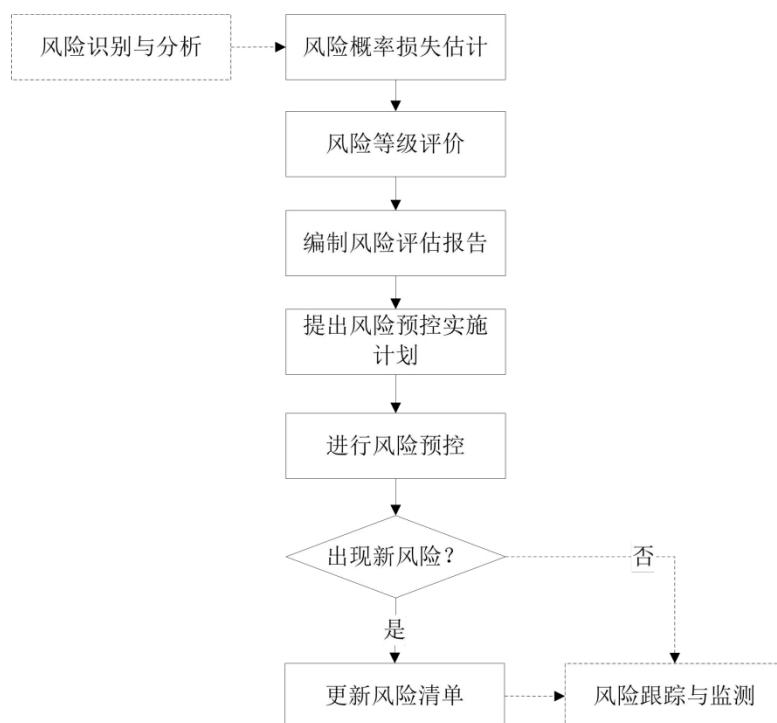 风险识别与分析
风险概率损失估计
风险等级评价
编制风险评估报告
提出风险预控实施
计划
进行风险预控
出现新风险？
否
是
更新风险清单
风险跟踪与监测